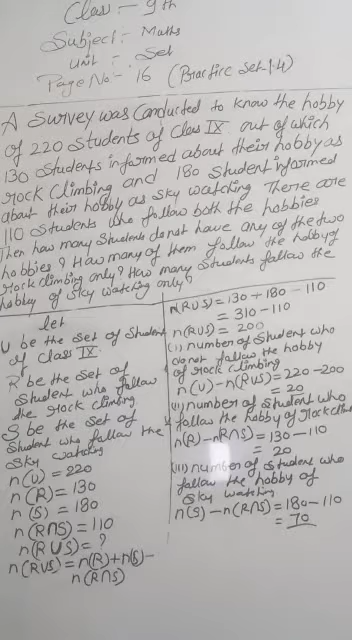 Class:- 9th
Subject:- Maths
Unit:- Set
Page No:- 16 (Practice Set 1.4)
A Survey was Conducted to know the hobby
of 220 Students of Class IX out of which
130 Students informed about their hobby as
rock Climbing and 180 Student informed
about their hobby as sky watching There are
110 Students who follow both the hobbies
Then how many Students do not have any of the two
hobbies? How many of them follow the hobby of
rock Climbing only? How many Students follow the
hobby of sky watching only?
let
U be the Set of Student
of Class IX.
R be the Set of
Student who follow
the rock Climbing
S be the Set of
Student who follow the
Sky watching
n(U) = 220
n(R) = 130
n(S) = 180
n(R∩S) = 110
n(R∪S) = ?
n(R∪S) = n(R)+n(S)-
n(R∩S)
n(R∪S) = 130+180-110
= 310-110
n(R∪S) = 200
(i) number of Student who
do not follow the hobby
of rock Climbing
n(U)-n(R∪S) = 220-200
= 20
(ii) number of Student who
follow the hobby of rock Climb
n(R)-n(R∩S) = 130-110
= 20
(iii) number of Student who
follow the hobby of
Sky watching
n(S)-n(R∩S) = 180-110
= 70